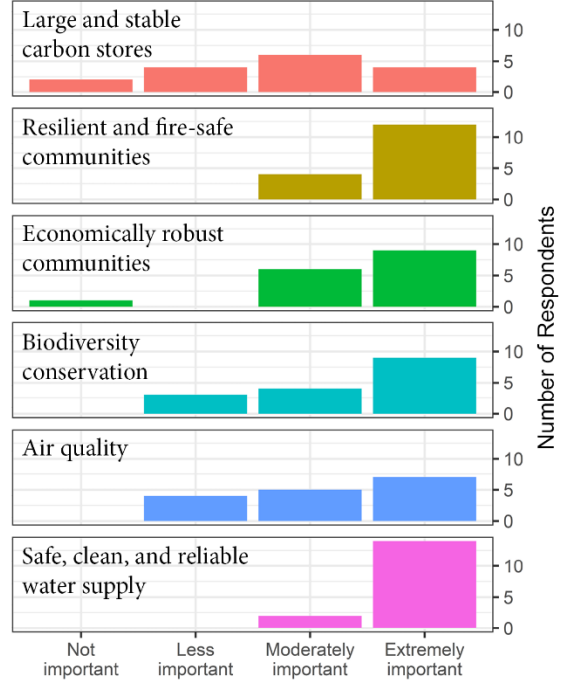 Large and stable
carbon stores
10
5
0
Resilient and fire-safe
communities
10
5
0
Economically robust
communities
10
5
0
Biodiversity
conservation
10
5
0
Air quality
10
5
0
Safe, clean, and reliable
water supply
10
5
0
Number of Respondents
Not
important
Less
important
Moderately
important
Extremely
important